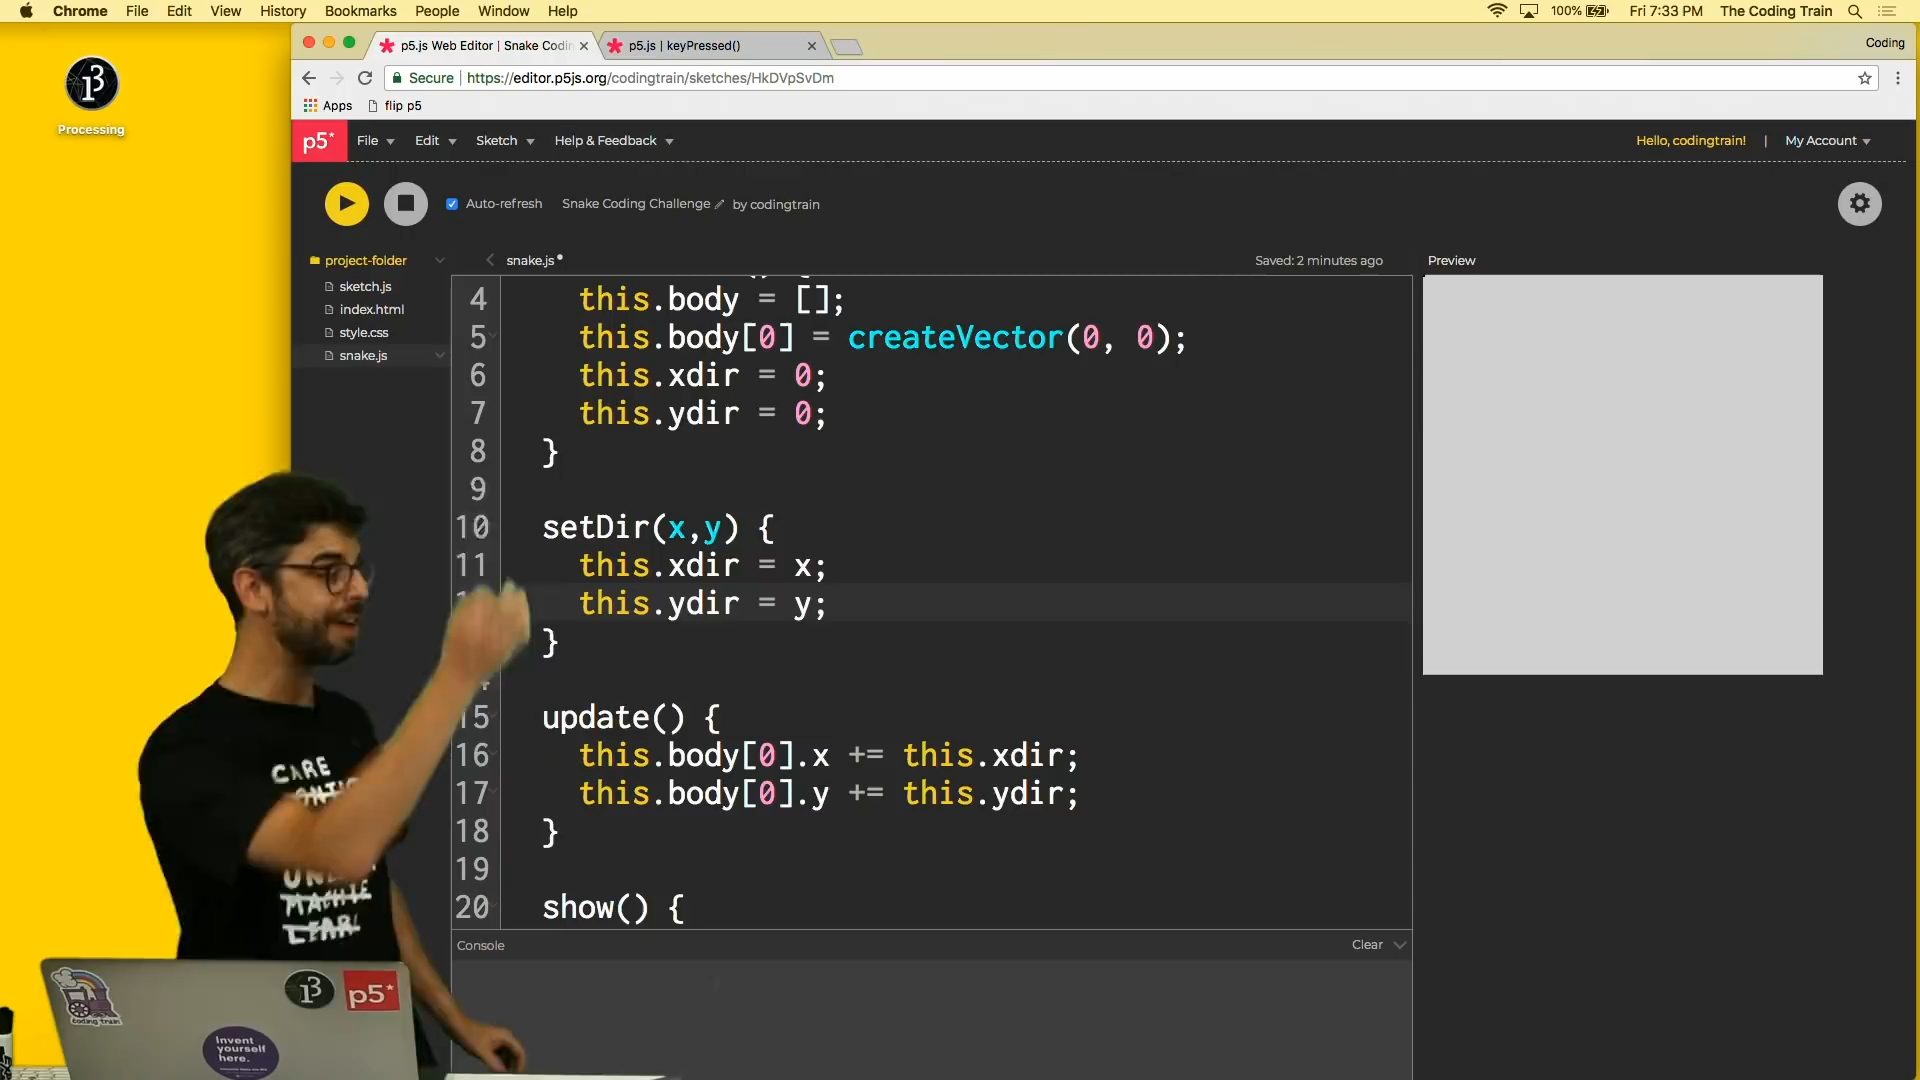 Chrome File Edit View History Bookmarks People Window Help
100% Fri 7:33 PM The Coding Train
Processing
p5.js Web Editor | Snake Codin
p5.js | keyPressed()
Coding
Secure | https://editor.p5js.org/codingtrain/sketches/HkDVpSvDm
Apps flip p5
p5* File Edit Sketch Help & Feedback
Hello, codingtrain! | My Account
Auto-refresh Snake Coding Challenge by codingtrain
project-folder
sketch.js
index.html
style.css
snake.js
snake.js
Saved: 2 minutes ago
Preview
4 this.body = [];
5 this.body[0] = createVector(0, 0);
6 this.xdir = 0;
7 this.ydir = 0;
8 }
9
10 setDir(x,y) {
11 this.xdir = x;
this.ydir = y;
}
15 update() {
16 this.body[0].x += this.xdir;
17 this.body[0].y += this.ydir;
18 }
19
20 show() {
Console
Clear
CARE
MACHINE
LEAR
p5*
coding train
Invent
yourself
here.